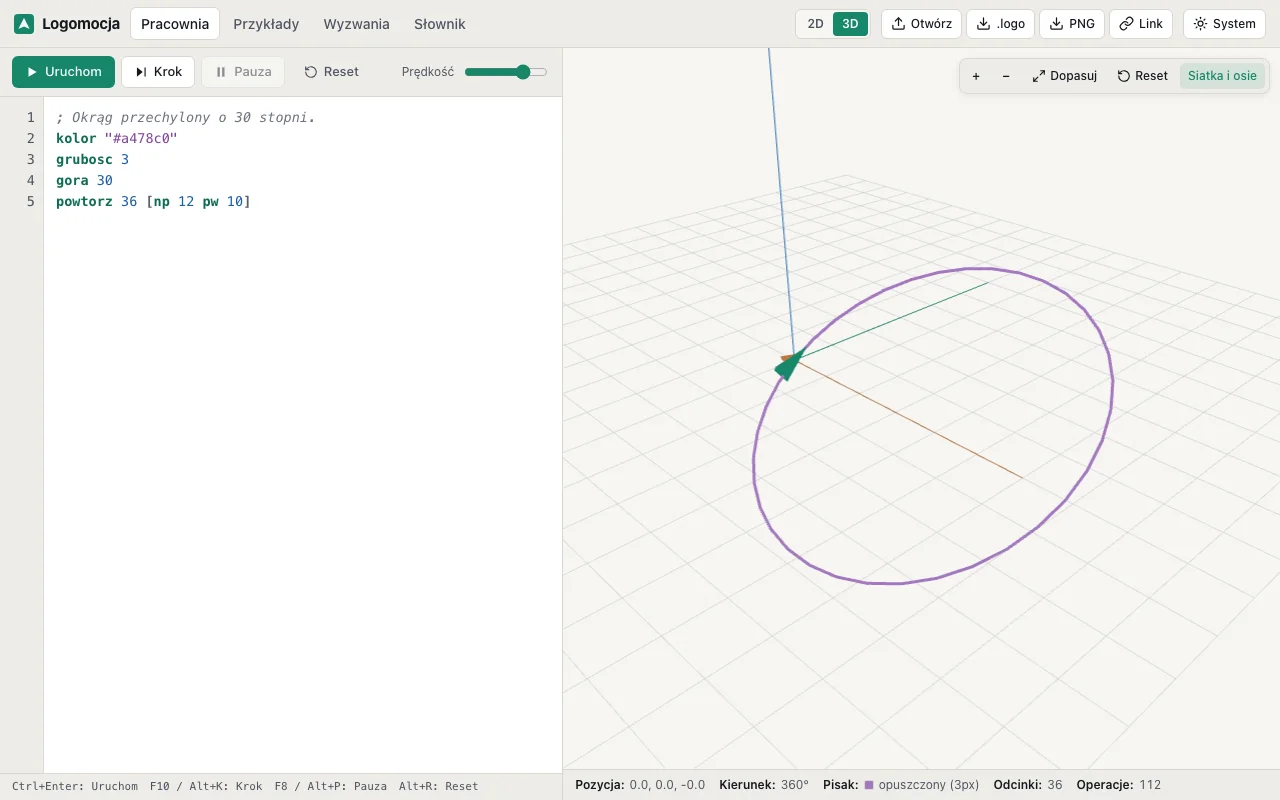 Logomocja Pracownia Przykłady Wyzwania Słownik 2D 3D Otwórz .logo PNG Link System
Uruchom Krok Pauza Reset Prędkość
+ − Dopasuj Reset Siatka i osie
1 ; Okrąg przechylony o 30 stopni.
2 kolor "#a478c0"
3 grubosc 3
4 gora 30
5 powtorz 36 [np 12 pw 10]
Ctrl+Enter: Uruchom F10 / Alt+K: Krok F8 / Alt+P: Pauza Alt+R: Reset
Pozycja: 0.0, 0.0, -0.0 Kierunek: 360° Pisak: opuszczony (3px) Odcinki: 36 Operacje: 112